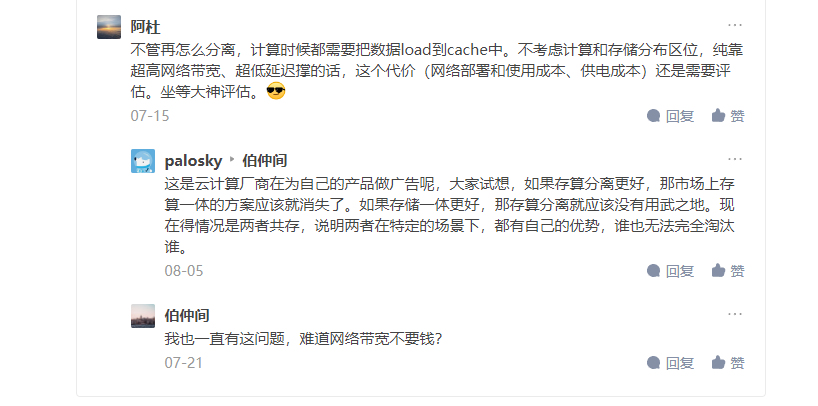 阿杜
不管再怎么分离，计算时候都需要把数据load到cache中。不考虑计算和存储分布区位，纯靠
超高网络带宽、超低延迟撑的话，这个代价（网络部署和使用成本、供电成本）还是需要评
估。坐等大神评估。😎
07-15 回复 赞
palosky ▸ 伯仲间
这是云计算厂商在为自己的产品做广告呢，大家试想，如果存算分离更好，那市场上存
算一体的方案应该就消失了。如果存储一体更好，那存算分离就应该没有用武之地。现
在得情况是两者共存，说明两者在特定的场景下，都有自己的优势，谁也无法完全淘汰
谁。
08-05 回复 赞
伯仲间
我也一直有这问题，难道网络带宽不要钱？
07-21 回复 赞